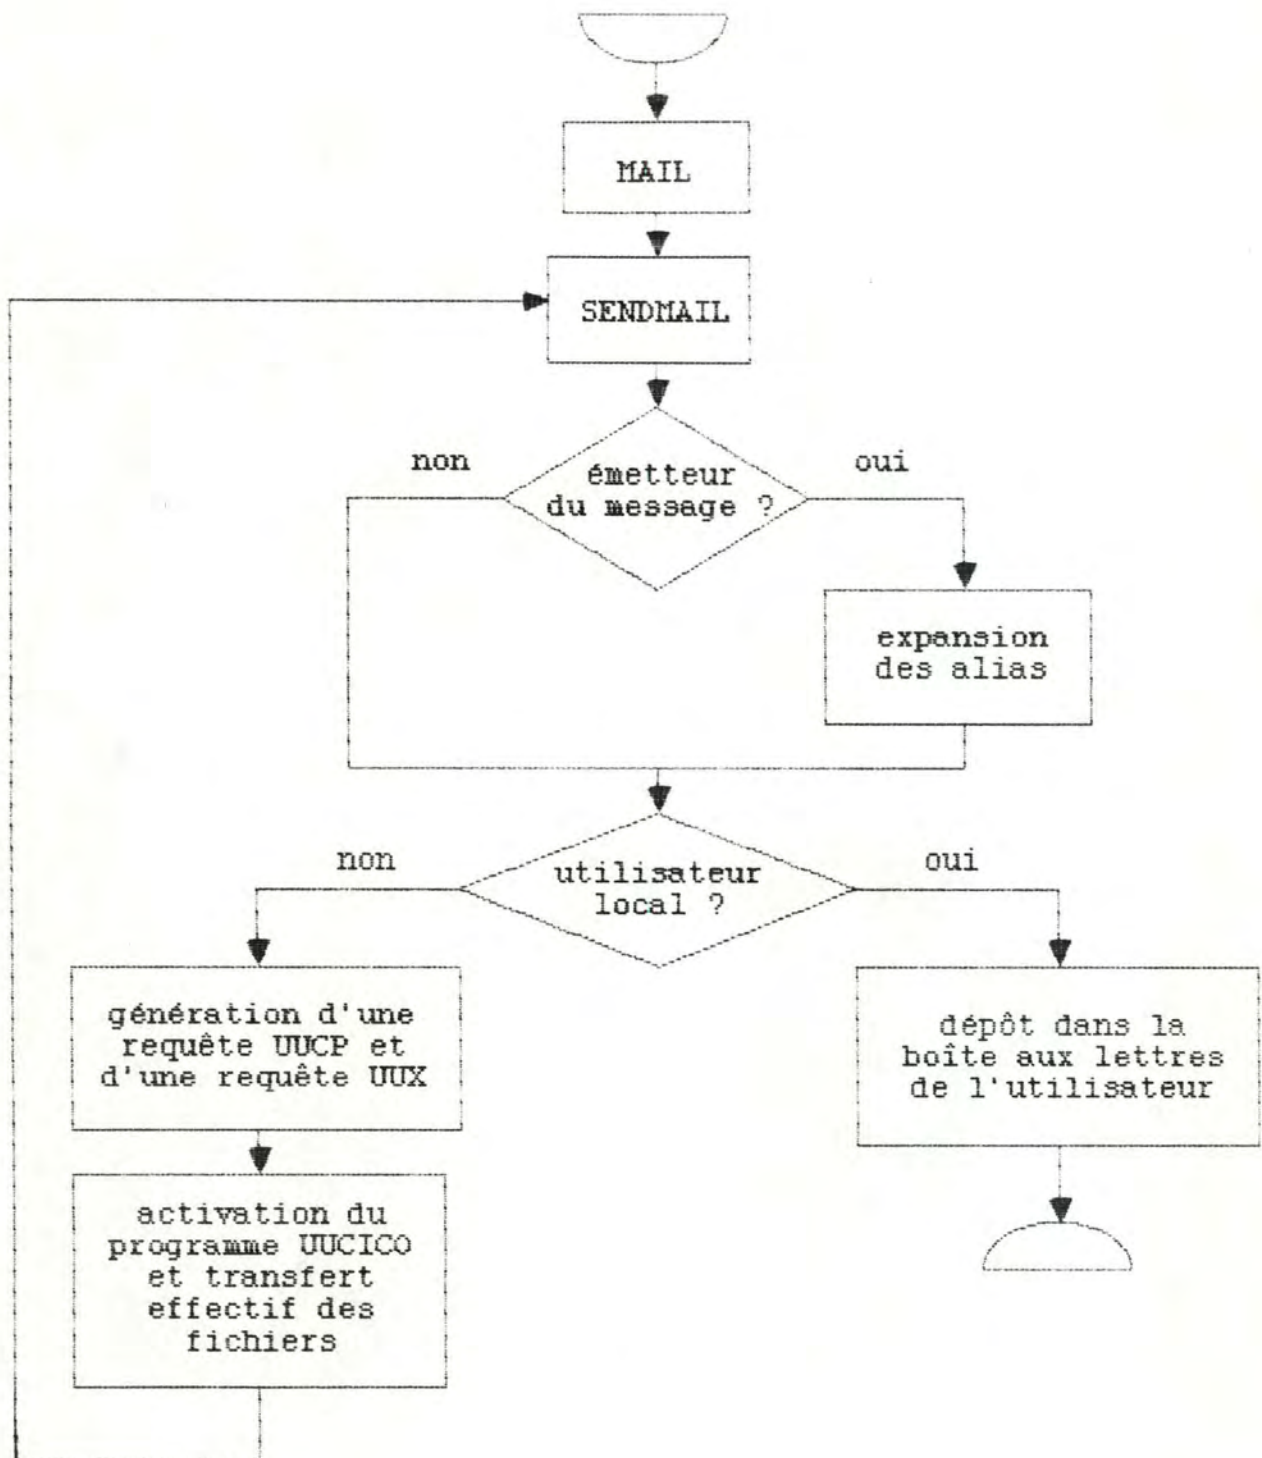 MAIL
SENDMAIL
non
oui
émetteur
du message ?
expansion
des alias
non
oui
utilisateur
local ?
génération d'une
requête UUCP et
d'une requête UUX
dépôt dans la
boîte aux lettres
de l'utilisateur
activation du
programme UUCICO
et transfert
effectif des
fichiers